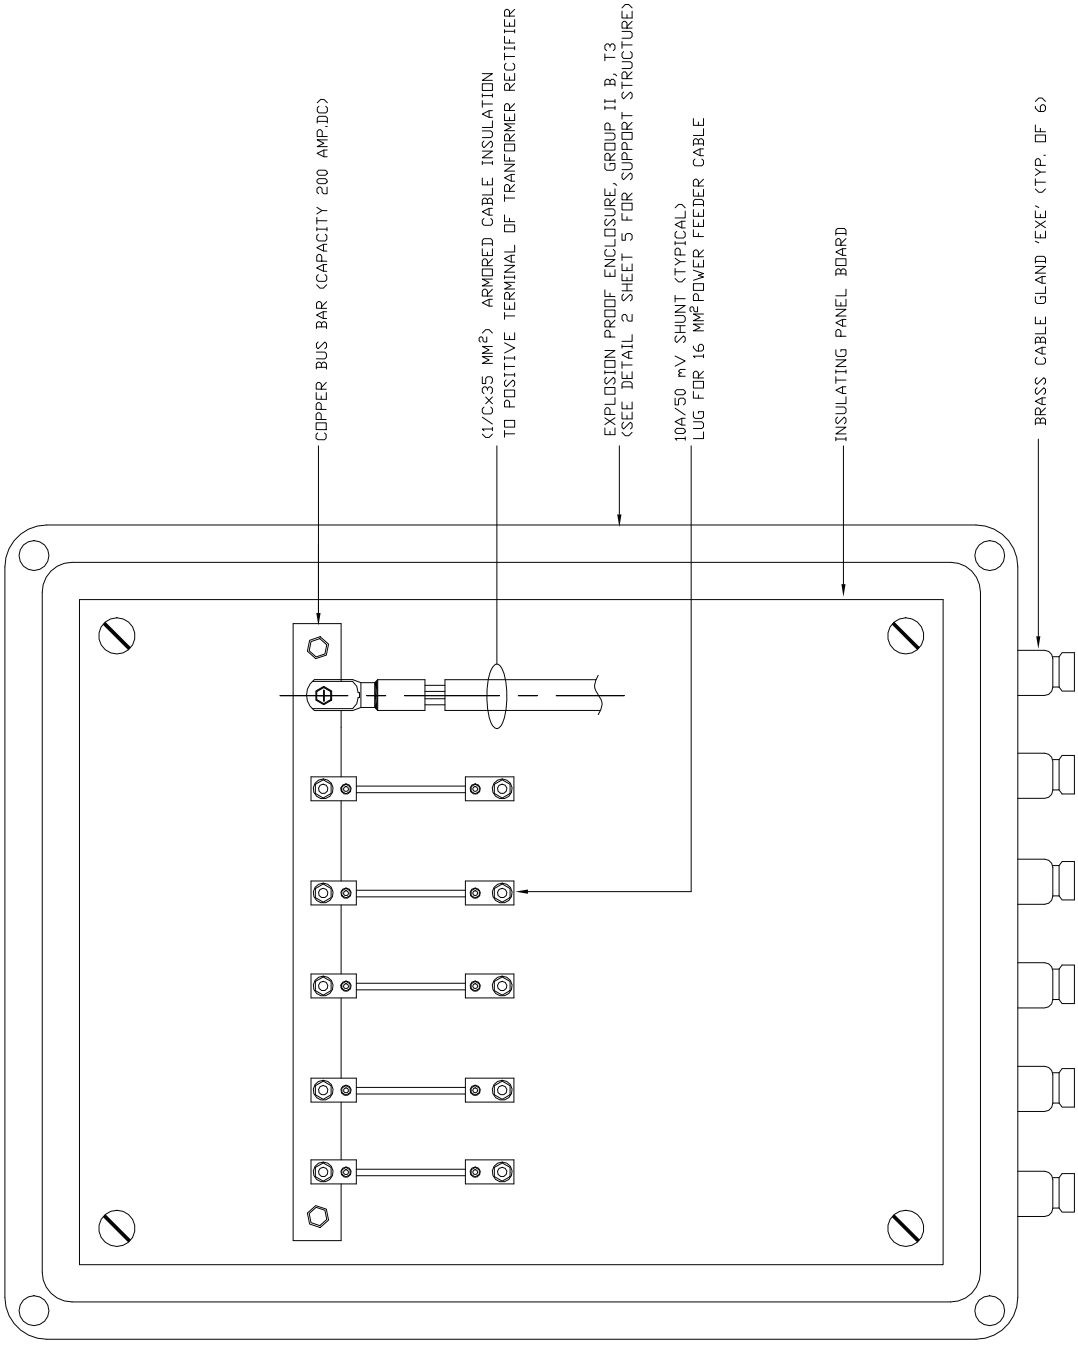 COPPER BUS BAR (CAPACITY 200 AMP.DC)
(1/Cx35 MM²) ARMORED CABLE INSULATION
TO POSITIVE TERMINAL OF TRANFORMER RECTIFIER
EXPLOSION PROOF ENCLOSURE, GROUP II B, T3
(SEE DETAIL 2 SHEET 5 FOR SUPPORT STRUCTURE)
10A/50 mV SHUNT (TYPICAL)
LUG FOR 16 MM² POWER FEEDER CABLE
INSULATING PANEL BOARD
BRASS CABLE GLAND 'EXE' (TYP. OF 6)